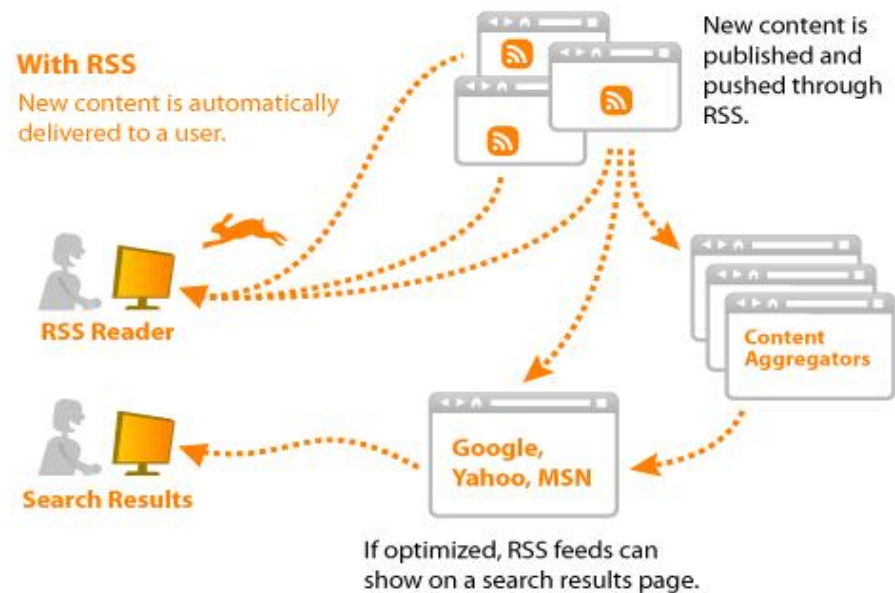 With RSS
New content is automatically
delivered to a user.
New content is
published and
pushed through
RSS.
RSS Reader
Content
Aggregators
Google,
Yahoo, MSN
Search Results
If optimized, RSS feeds can
show on a search results page.